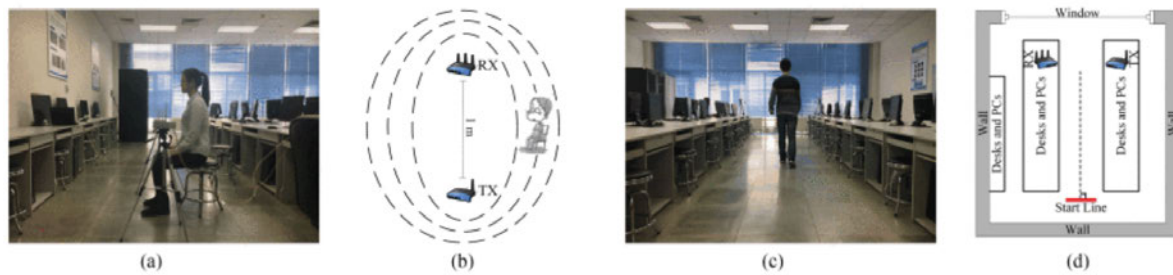 RX
1 m
TX
(a)
(b)
(c)
Window
RX
TX
Wall
Desks and PCs
Desks and PCs
Desks and PCs
Wall
Start Line
Wall
(d)